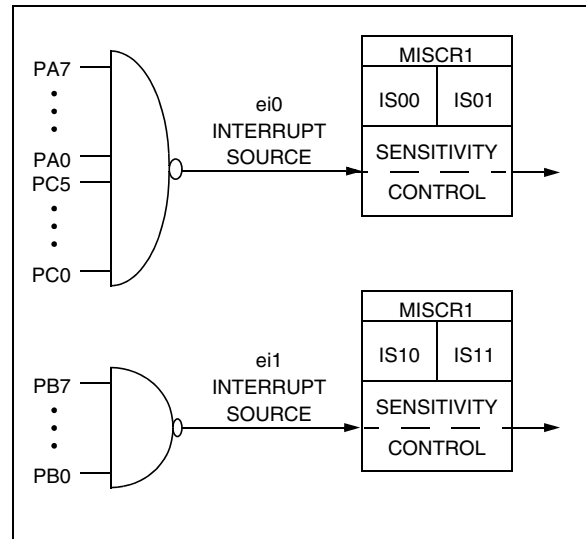 PA7
PA0
PC5
PC0
ei0
INTERRUPT
SOURCE
MISCR1
IS00 IS01
SENSITIVITY
CONTROL
PB7
PB0
ei1
INTERRUPT
SOURCE
MISCR1
IS10 IS11
SENSITIVITY
CONTROL